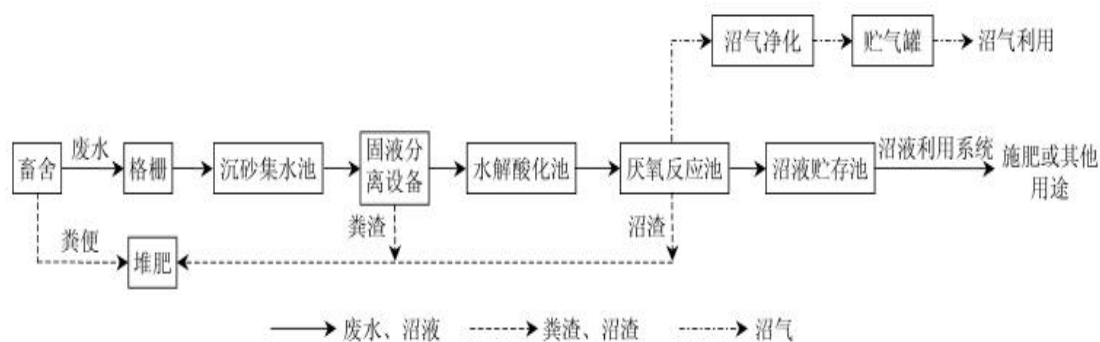 沼气净化
贮气罐
沼气利用
畜舍
废水
格栅
沉砂集水池
固液分
离设备
水解酸化池
厌氧反应池
沼液贮存池
沼液利用系统
施肥或其他
用途
粪便
堆肥
粪渣
沼渣
废水、沼液
粪渣、沼渣
沼气